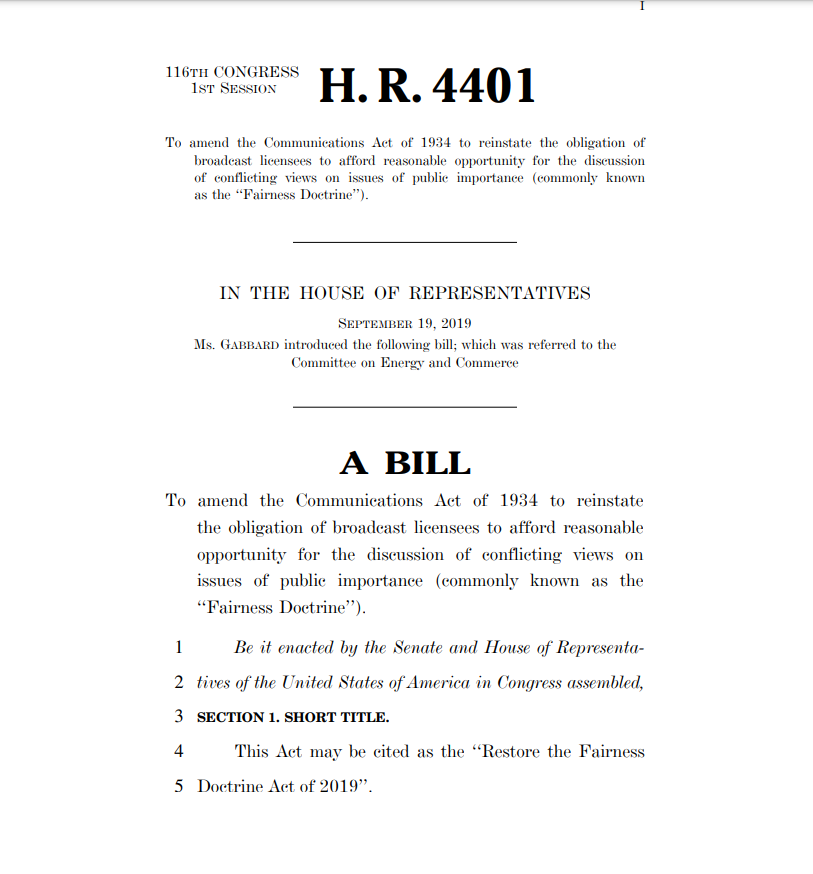 I
116TH CONGRESS
1ST SESSION
H. R. 4401
To amend the Communications Act of 1934 to reinstate the obligation of
broadcast licensees to afford reasonable opportunity for the discussion
of conflicting views on issues of public importance (commonly known
as the ‘‘Fairness Doctrine’’).
IN THE HOUSE OF REPRESENTATIVES
SEPTEMBER 19, 2019
Ms. GABBARD introduced the following bill; which was referred to the
Committee on Energy and Commerce
A BILL
To amend the Communications Act of 1934 to reinstate
the obligation of broadcast licensees to afford reasonable
opportunity for the discussion of conflicting views on
issues of public importance (commonly known as the
‘‘Fairness Doctrine’’).
1 Be it enacted by the Senate and House of Representa-
2 tives of the United States of America in Congress assembled,
3 SECTION 1. SHORT TITLE.
4 This Act may be cited as the ‘‘Restore the Fairness
5 Doctrine Act of 2019’’.